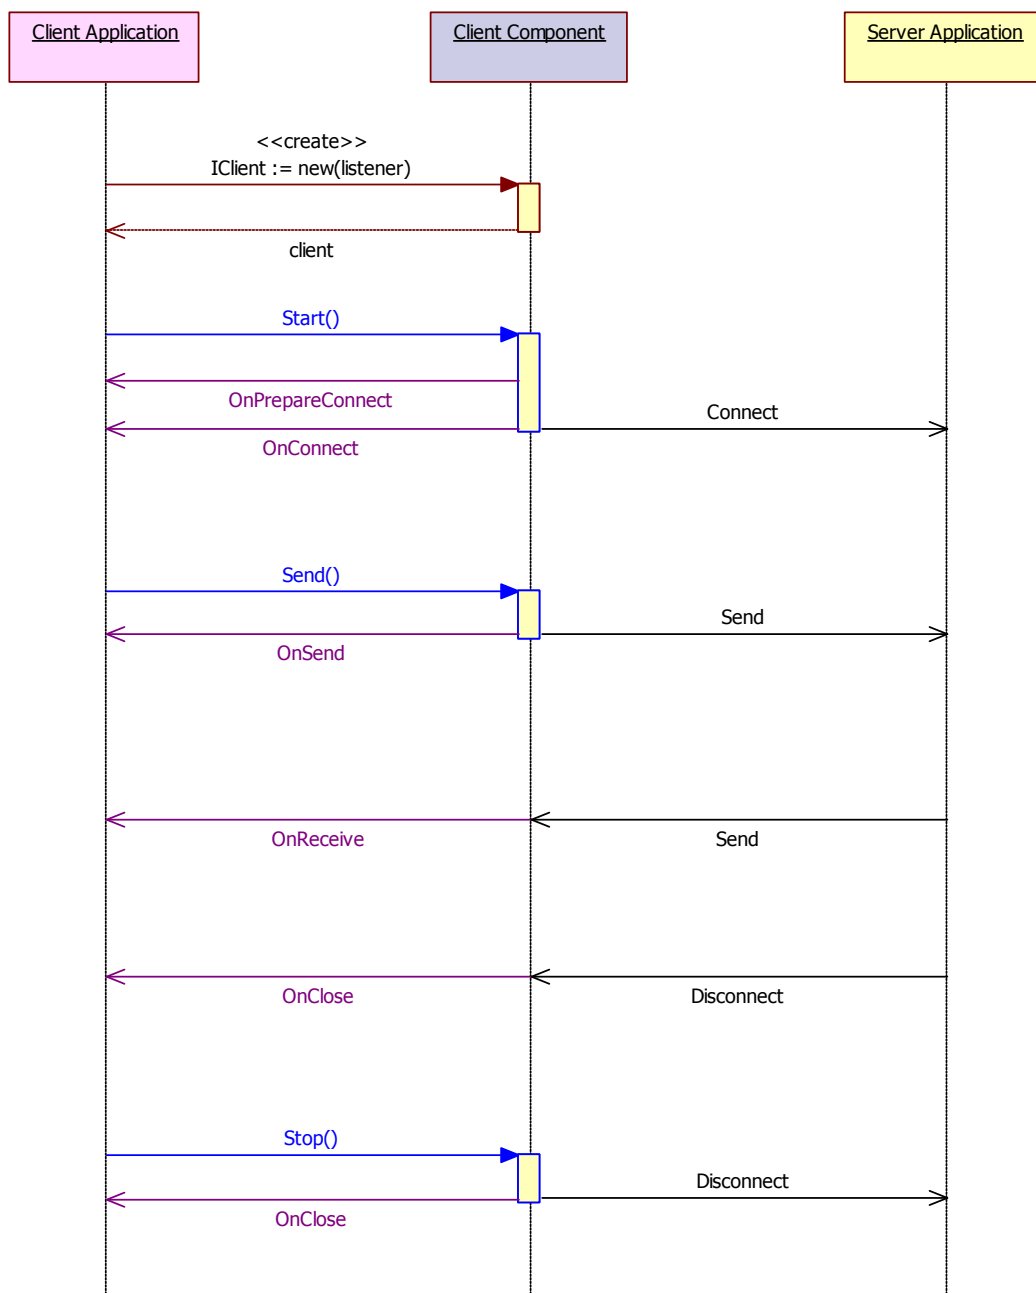 Client Application
Client Component
Server Application
<<create>>
IClient := new(listener)
client
Start()
OnPrepareConnect
Connect
OnConnect
Send()
Send
OnSend
OnReceive
Send
OnClose
Disconnect
Stop()
Disconnect
OnClose